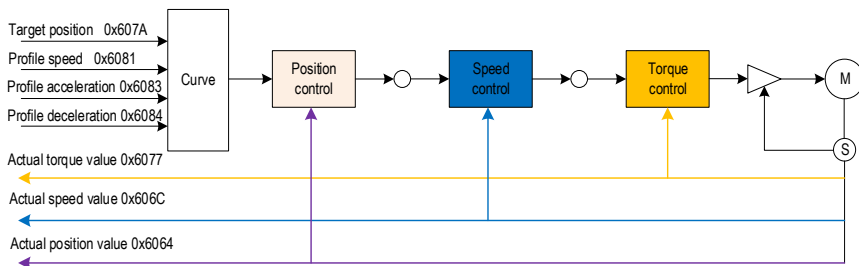 Target position 0x607A
Profile speed 0x6081
Profile acceleration 0x6083
Profile deceleration 0x6084
Curve
Position
control
Speed
control
Torque
control
M
S
Actual torque value 0x6077
Actual speed value 0x606C
Actual position value 0x6064